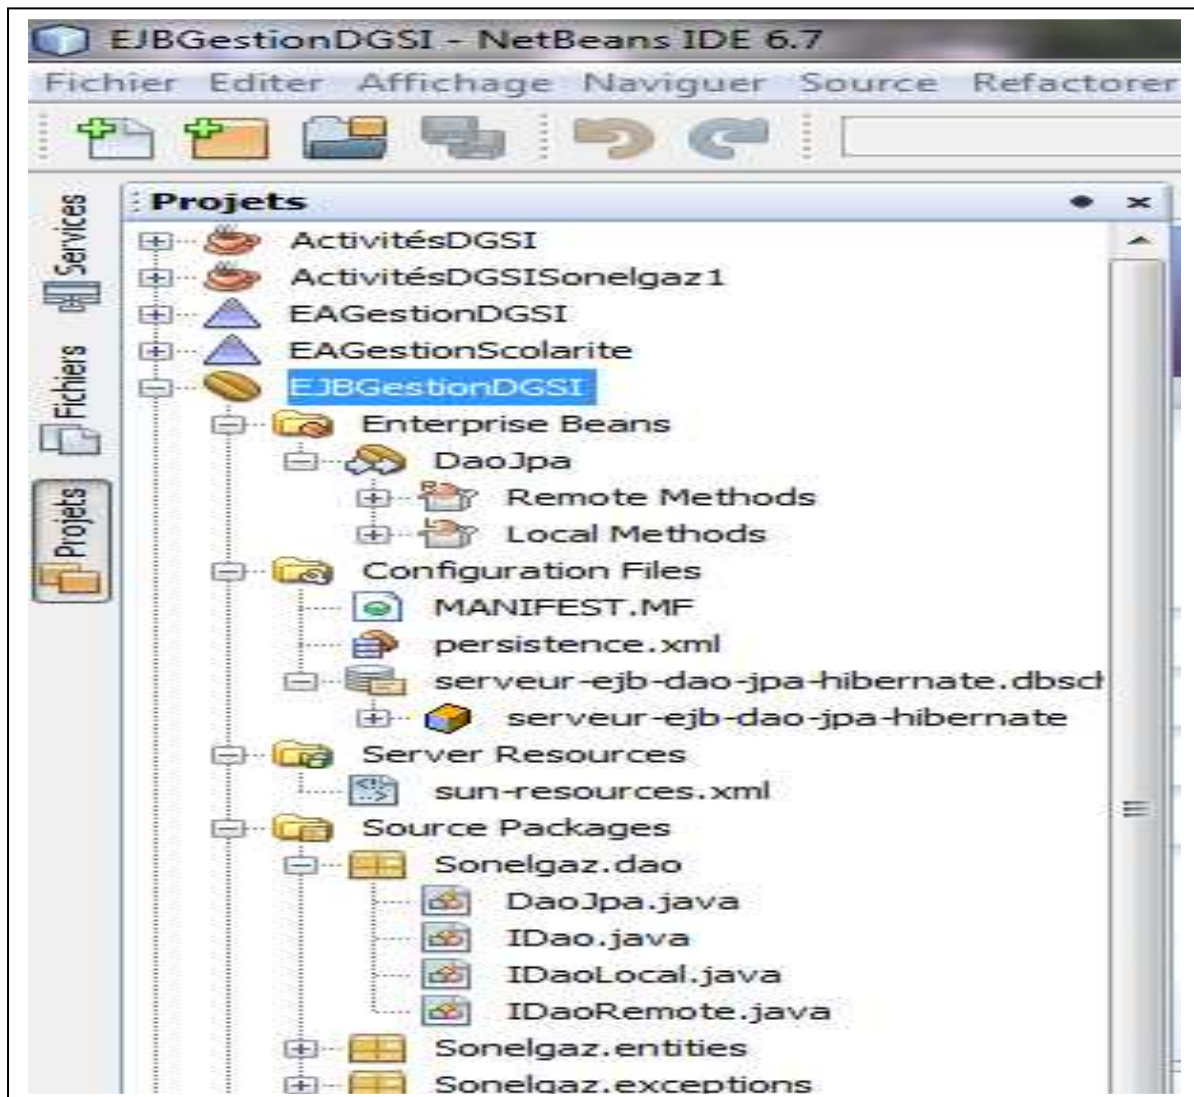 EJBGestionDGSI - NetBeans IDE 6.7
Fichier Editer Affichage Naviguer Source Refactorer
Services
Fichiers
Projets
Projets
ActivitésDGSI
ActivitésDGSISonelgaz1
EAGestionDGSI
EAGestionScolarite
EJBGestionDGSI
Enterprise Beans
DaoJpa
Remote Methods
Local Methods
Configuration Files
MANIFEST.MF
persistence.xml
serveur-ejb-dao-jpa-hibernate.dbscl
serveur-ejb-dao-jpa-hibernate
Server Resources
sun-resources.xml
Source Packages
Sonelgaz.dao
DaoJpa.java
IDao.java
IDaoLocal.java
IDaoRemote.java
Sonelgaz.entities
Sonelgaz.exceptions